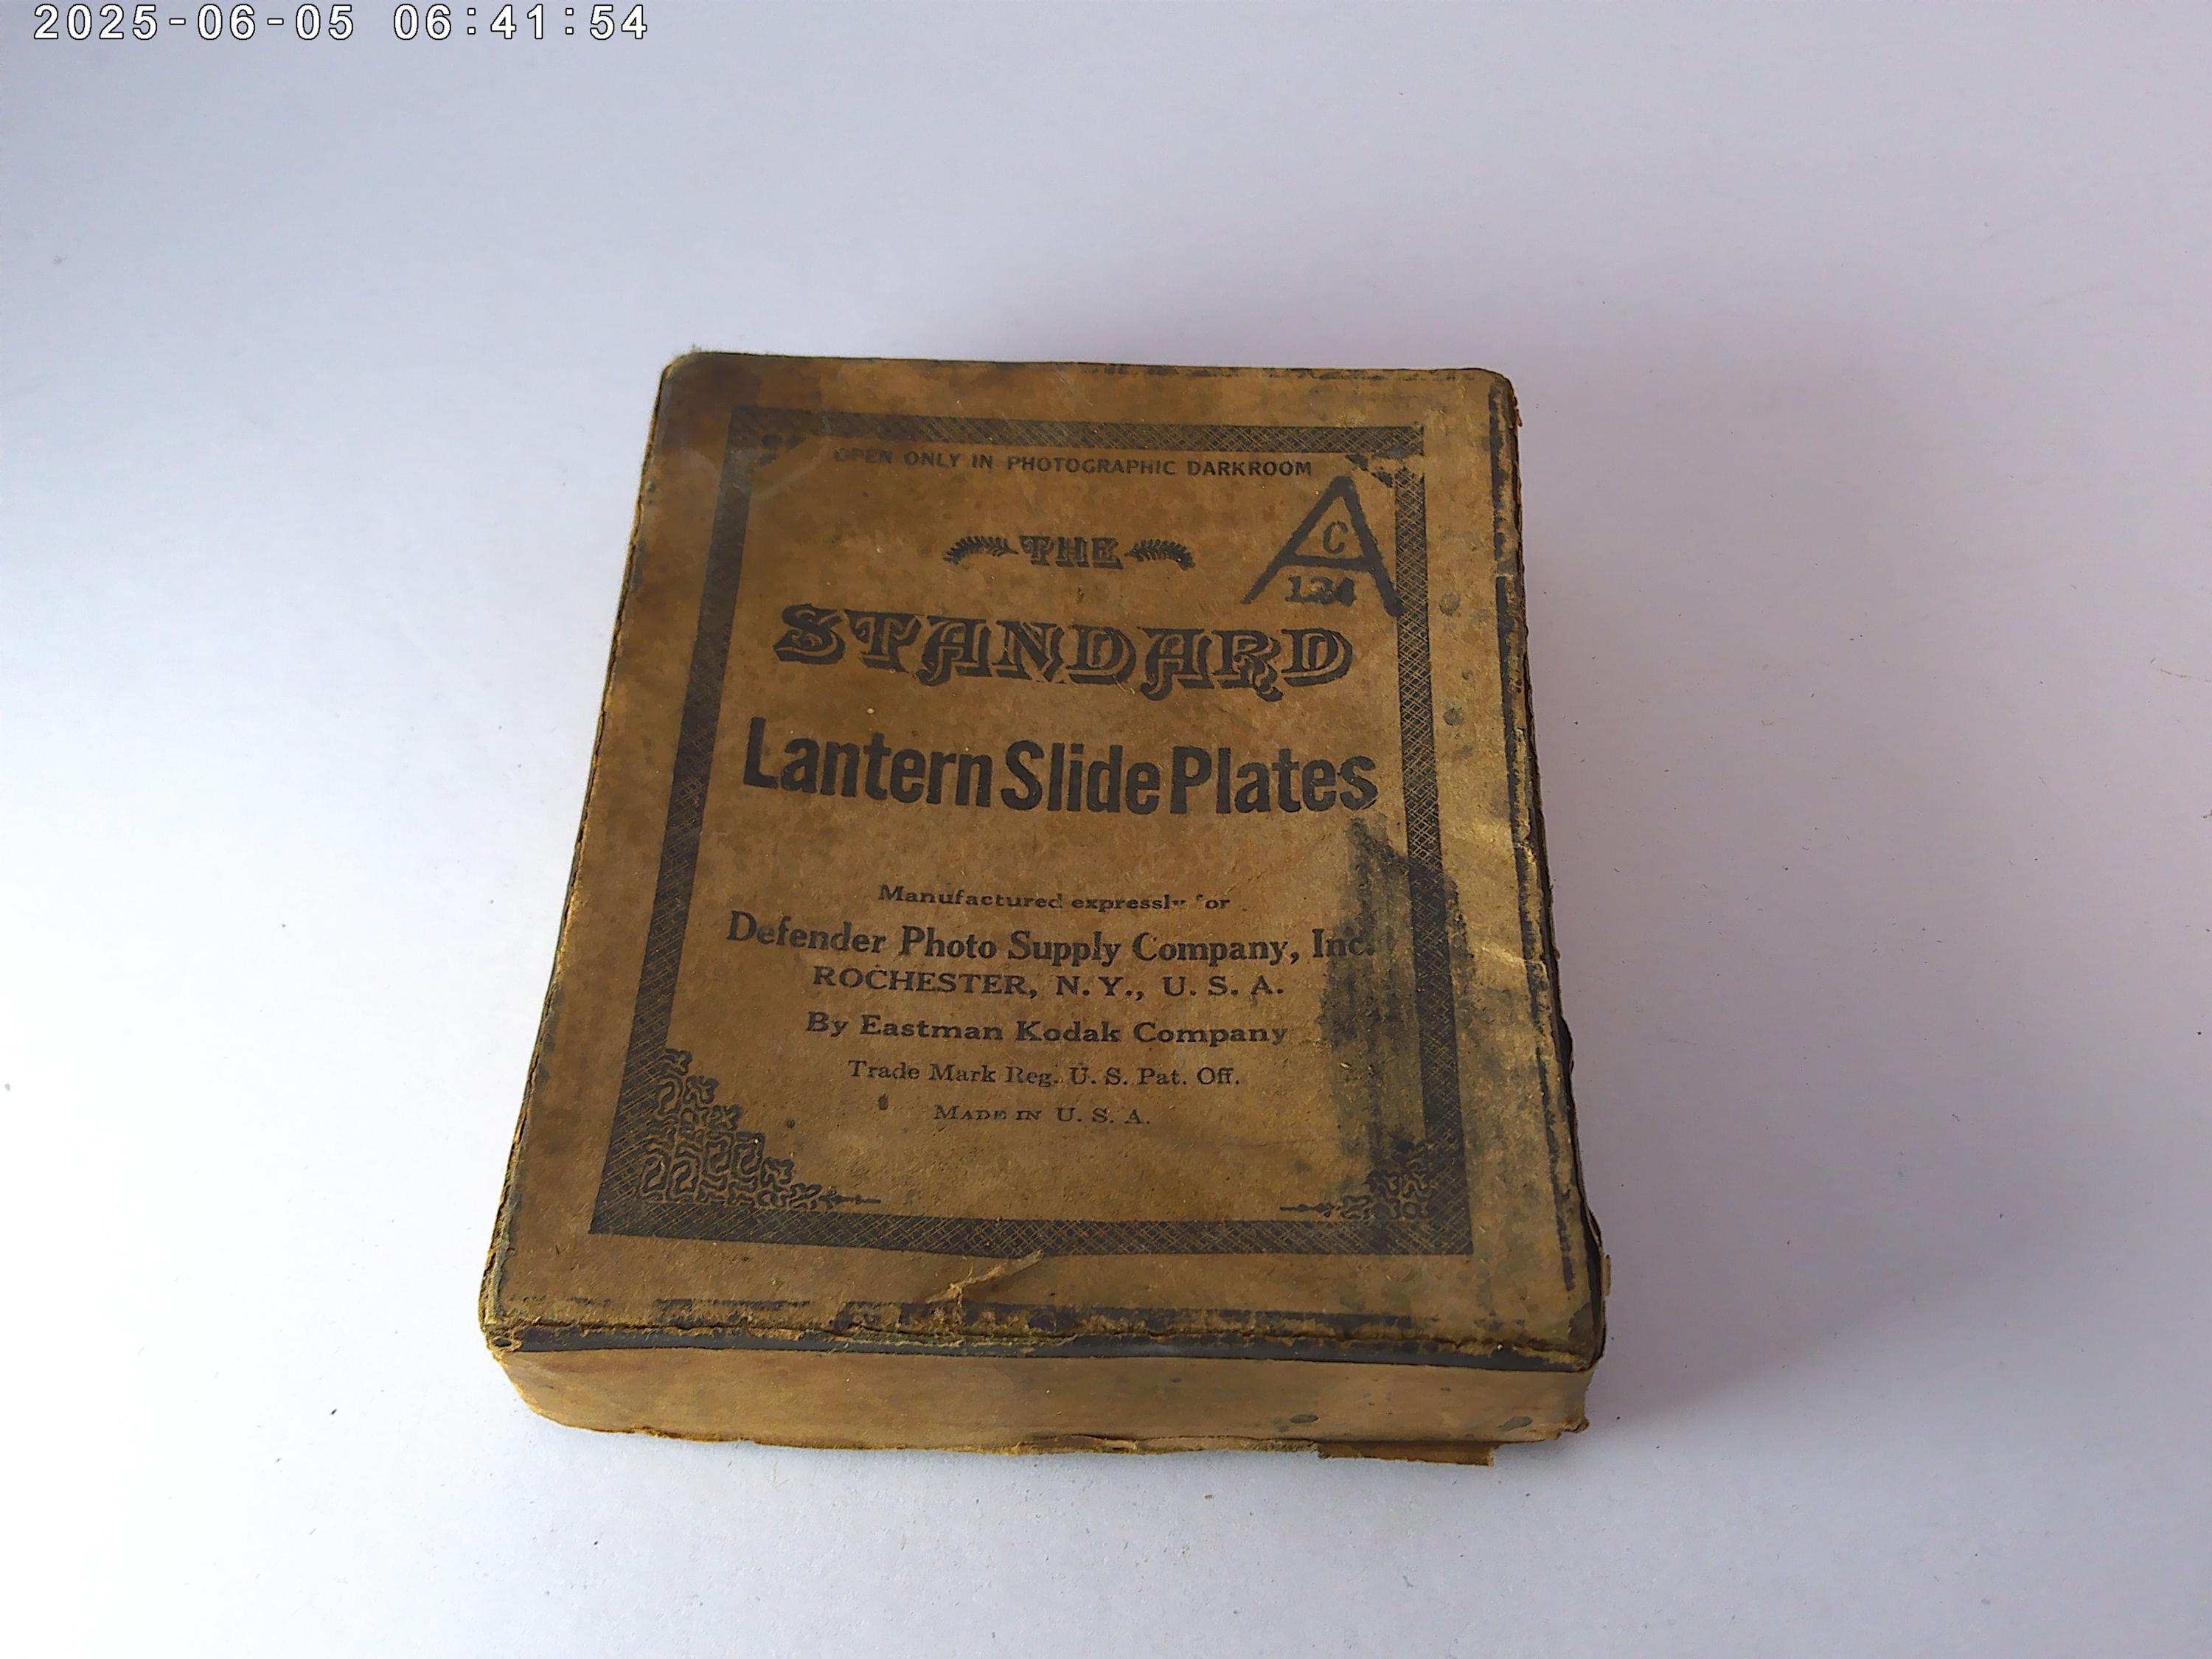 2025-06-05 06:41:54
OPEN ONLY IN PHOTOGRAPHIC DARKROOM
THE
A
C
134
STANDARD
Lantern Slide Plates
Manufactured expressly for
Defender Photo Supply Company, Inc.
ROCHESTER, N. Y., U. S. A.
By Eastman Kodak Company
Trade Mark Reg. U. S. Pat. Off.
MADE IN U. S. A.